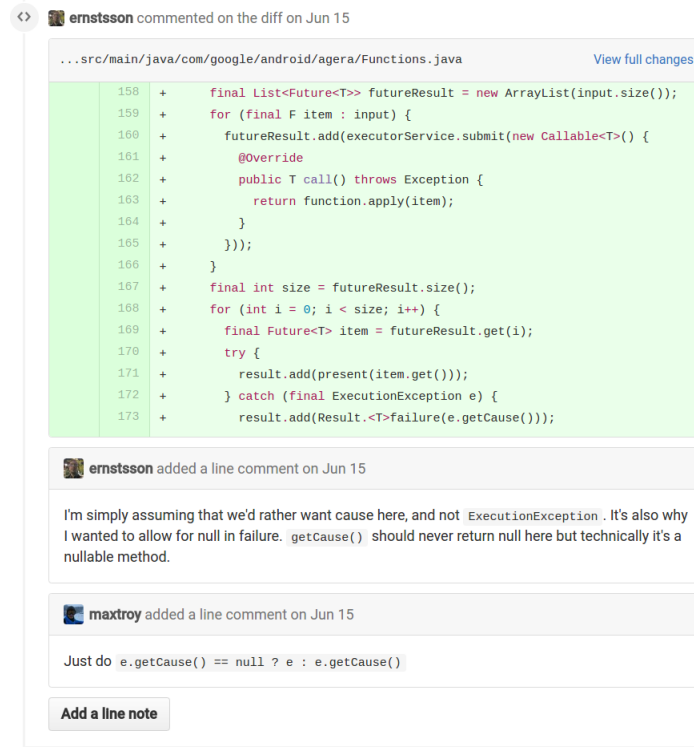 ernstsson commented on the diff on Jun 15
...src/main/java/com/google/android/agera/Functions.java View full changes
158 + final List<Future<T>> futureResult = new ArrayList(input.size());
159 + for (final F item : input) {
160 + futureResult.add(executorService.submit(new Callable<T>() {
161 + @Override
162 + public T call() throws Exception {
163 + return function.apply(item);
164 + }
165 + }));
166 + }
167 + final int size = futureResult.size();
168 + for (int i = 0; i < size; i++) {
169 + final Future<T> item = futureResult.get(i);
170 + try {
171 + result.add(present(item.get()));
172 + } catch (final ExecutionException e) {
173 + result.add(Result.<T>failure(e.getCause()));
ernstsson added a line comment on Jun 15
I'm simply assuming that we'd rather want cause here, and not ExecutionException . It's also why
I wanted to allow for null in failure. getCause() should never return null here but technically it's a
nullable method.
maxtroy added a line comment on Jun 15
Just do e.getCause() == null ? e : e.getCause()
Add a line note